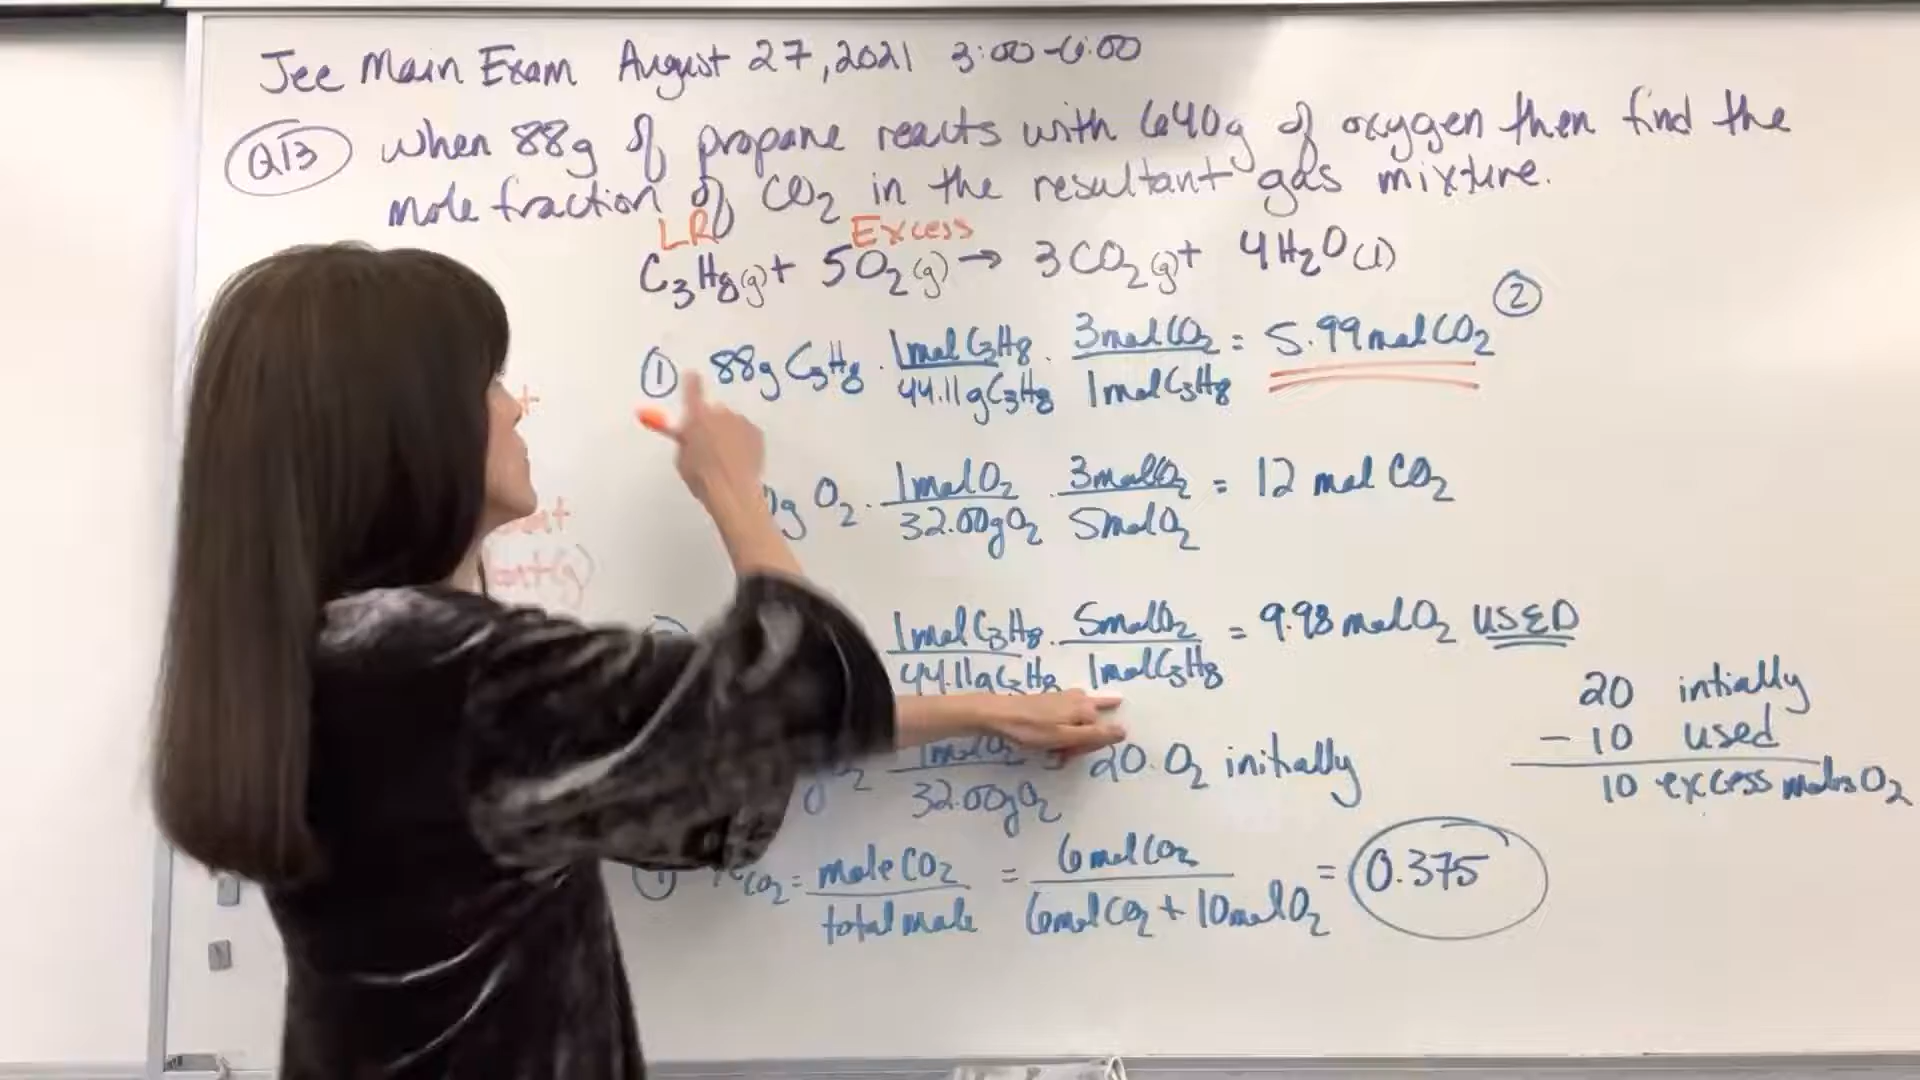 Jee Main Exam August 27, 2021 3:00-6:00
Q13 When 88g of propane reacts with 640g of oxygen then find the
mole fraction of CO2 in the resultant gas mixture.
LR Excess
C3H8(g) + 5O2(g) → 3CO2(g) + 4H2O(l)
① 88g C3H8 · 1mol C3H8 / 44.11g C3H8 · 3mol CO2 / 1mol C3H8 = 5.99 mol CO2 ②
g O2 · 1mol O2 / 32.00g O2 · 3mol CO2 / 5mol O2 = 12 mol CO2
1mol C3H8 / 44.11g C3H8 · 5mol O2 / 1mol C3H8 = 9.98 mol O2 USED
20 intially
- 10 used
10 excess moles O2
1mol O2 / 32.00g O2 = 20. O2 initially
CO2 = mole CO2 / total mole = 6mol CO2 / 6mol CO2 + 10mol O2 = 0.375